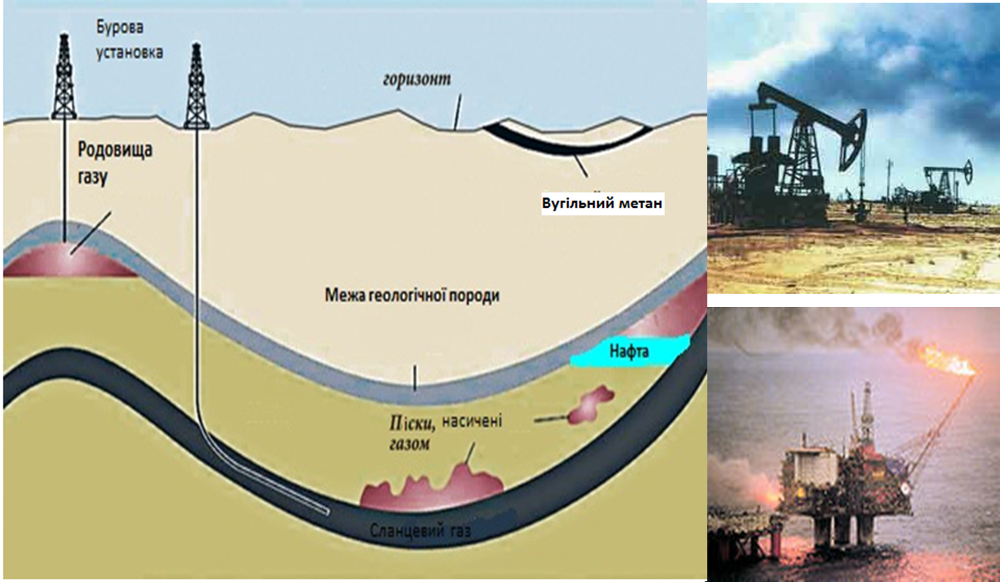 Бурова
установка
горизонт
Родовища
газу
Вугільний метан
Межа геологічної породи
Нафта
Піски, насичені
газом
Сланцевий газ